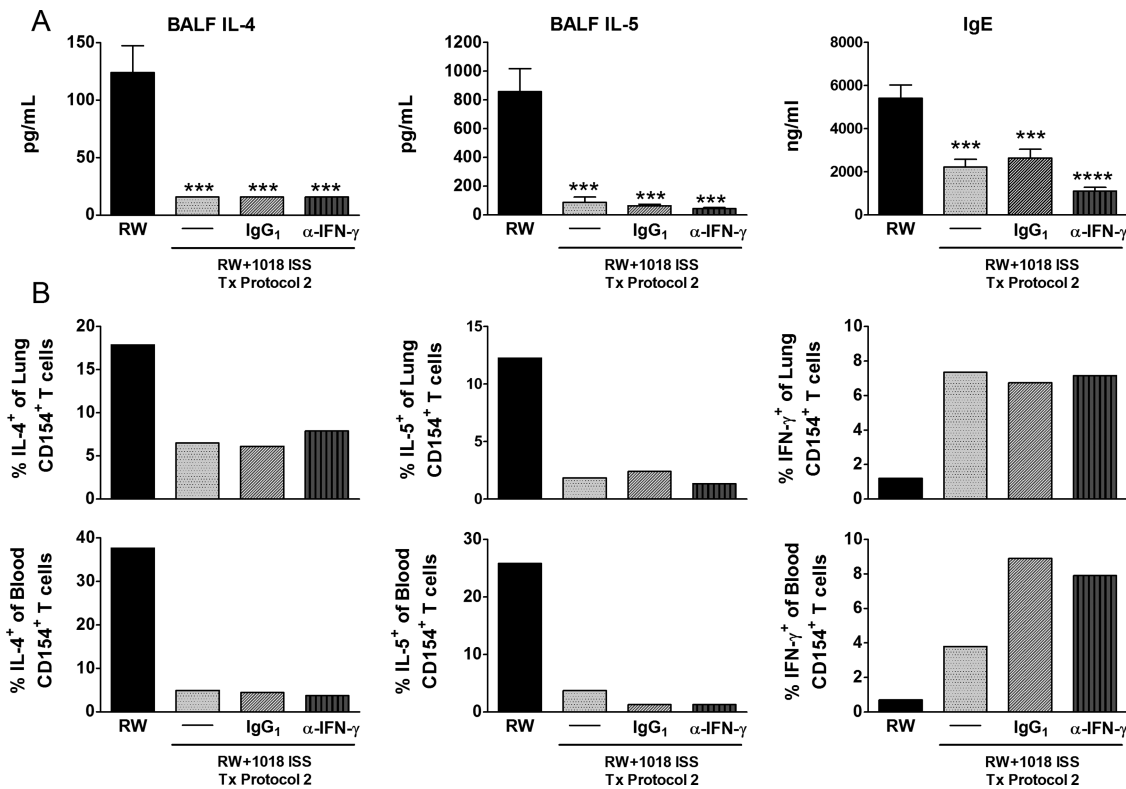 A
BALF IL-4
BALF IL-5
IgE
pg/mL
150
100
50
0
***
***
***
RW
—
IgG₁
α-IFN-γ
RW+1018 ISS
Tx Protocol 2
pg/mL
1200
1000
800
600
400
200
0
***
***
***
RW
—
IgG₁
α-IFN-γ
RW+1018 ISS
Tx Protocol 2
ng/ml
8000
6000
4000
2000
0
***
***
****
RW
—
IgG₁
α-IFN-γ
RW+1018 ISS
Tx Protocol 2
B
% IL-4⁺ of Lung
CD154⁺ T cells
20
15
10
5
0
% IL-5⁺ of Lung
CD154⁺ T cells
15
10
5
0
% IFN-γ⁺ of Lung
CD154⁺ T cells
10
8
6
4
2
0
% IL-4⁺ of Blood
CD154⁺ T cells
40
30
20
10
0
RW
—
IgG₁
α-IFN-γ
RW+1018 ISS
Tx Protocol 2
% IL-5⁺ of Blood
CD154⁺ T cells
30
20
10
0
RW
—
IgG₁
α-IFN-γ
RW+1018 ISS
Tx Protocol 2
% IFN-γ⁺ of Blood
CD154⁺ T cells
10
8
6
4
2
0
RW
—
IgG₁
α-IFN-γ
RW+1018 ISS
Tx Protocol 2